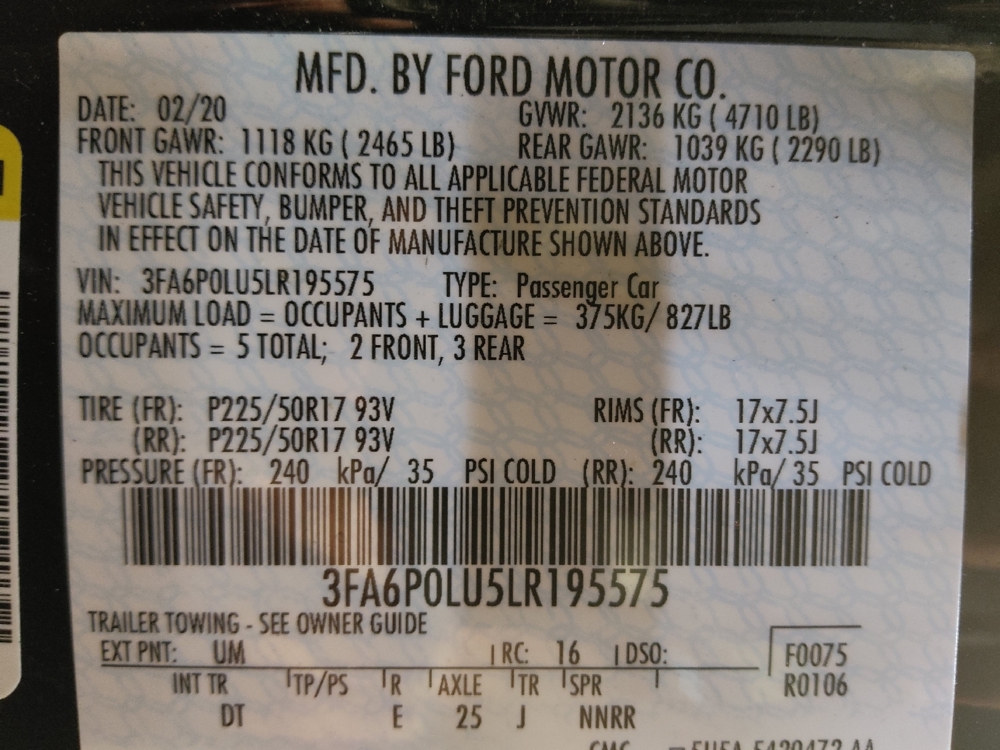 MFD. BY FORD MOTOR CO.
DATE: 02/20 GVWR: 2136 KG ( 4710 LB)
FRONT GAWR: 1118 KG ( 2465 LB) REAR GAWR: 1039 KG ( 2290 LB)
THIS VEHICLE CONFORMS TO ALL APPLICABLE FEDERAL MOTOR
VEHICLE SAFETY, BUMPER, AND THEFT PREVENTION STANDARDS
IN EFFECT ON THE DATE OF MANUFACTURE SHOWN ABOVE.
VIN: 3FA6P0LU5LR195575 TYPE: Passenger Car
MAXIMUM LOAD = OCCUPANTS + LUGGAGE = 375KG/ 827LB
OCCUPANTS = 5 TOTAL; 2 FRONT, 3 REAR
TIRE (FR): P225/50R17 93V RIMS (FR): 17x7.5J
(RR): P225/50R17 93V (RR): 17x7.5J
PRESSURE (FR): 240 kPa/ 35 PSI COLD (RR): 240 kPa/ 35 PSI COLD
3FA6P0LU5LR195575
TRAILER TOWING - SEE OWNER GUIDE
EXT PNT: UM RC: 16 DSO: F0075
INT TR TP/PS R AXLE TR SPR R0106
DT E 25 J NNRR